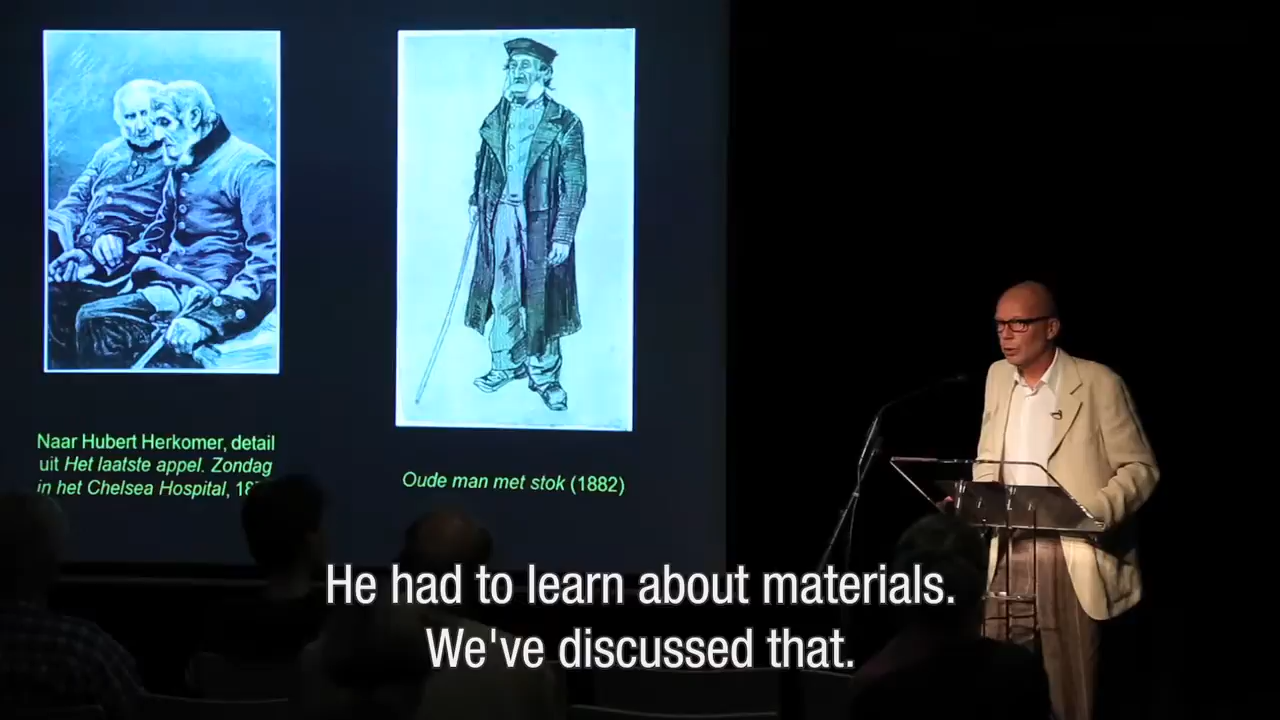 Naar Hubert Herkomer, detail
uit Het laatste appel. Zondag
in het Chelsea Hospital,
Oude man met stok (1882)
He had to learn about materials.
We've discussed that.